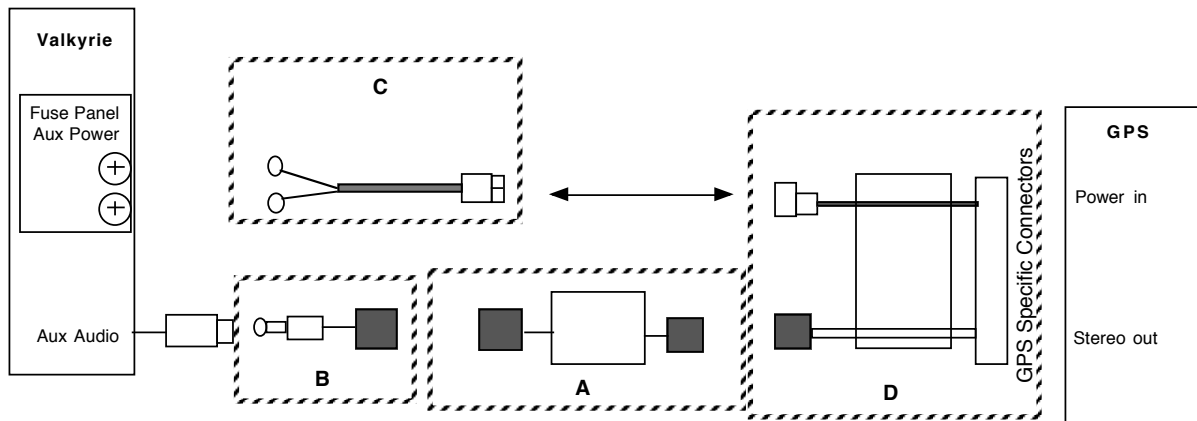 Valkyrie
Fuse Panel
Aux Power
Aux Audio
C
B
A
D
GPS Specific Connectors
GPS
Power in
Stereo out